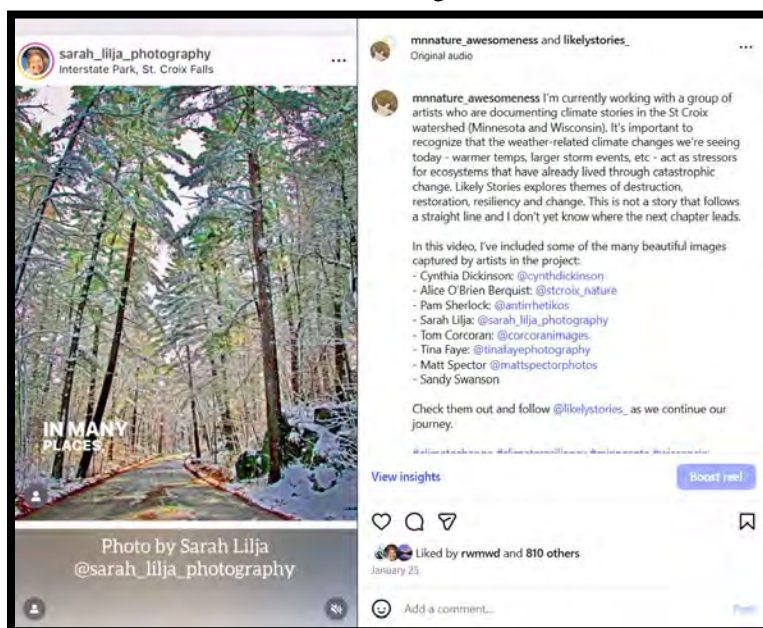 sarah_lilja_photography
Interstate Park, St. Croix Falls
IN MANY
PLACES,
Photo by Sarah Lilja
@sarah_lilja_photography
mnnature_awesomeness and likelystories_
Original audio
mnnature_awesomeness I'm currently working with a group of
artists who are documenting climate stories in the St Croix
watershed (Minnesota and Wisconsin). It's important to
recognize that the weather-related climate changes we're seeing
today - warmer temps, larger storm events, etc - act as stressors
for ecosystems that have already lived through catastrophic
change. Likely Stories explores themes of destruction,
restoration, resiliency and change. This is not a story that follows
a straight line and I don't yet know where the next chapter leads.
In this video, I've included some of the many beautiful images
captured by artists in the project:
- Cynthia Dickinson: @cynthdickinson
- Alice O'Brien Berquist: @stcroix_nature
- Pam Sherlock: @antirrhetikos
- Sarah Lilja: @sarah_lilja_photography
- Tom Corcoran: @corcoranimages.
- Tina Faye: @tinafayephotography
- Matt Spector @mattspectorphotos
- Sandy Swanson
Check them out and follow @likelystories_ as we continue our
journey.
View insights
Boost reel
Liked by rwmwd and 810 others
January 25
Add a comment...
Post